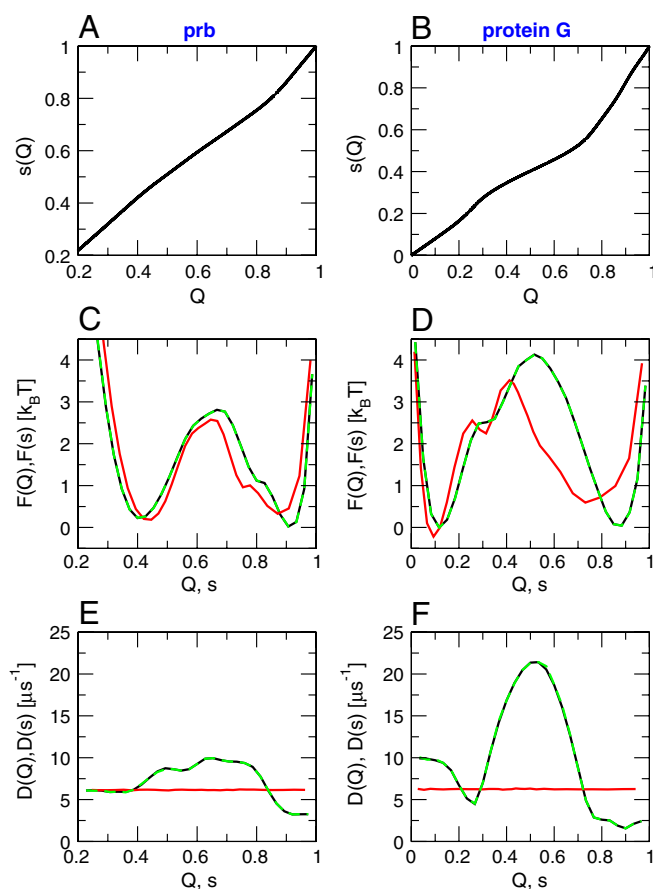 A
prb
B
protein G
1
0.8
0.6
0.4
0.2
s(Q)
0.2 0.4 0.6 0.8 1
Q
1
0.8
0.6
0.4
0.2
0
s(Q)
0 0.2 0.4 0.6 0.8 1
Q
C
4
3
2
1
0
F(Q),F(s) [kBT]
0.2 0.4 0.6 0.8 1
Q, s
D
4
3
2
1
0
F(Q),F(s) [kBT]
0 0.2 0.4 0.6 0.8 1
Q, s
E
25
20
15
10
5
0
D(Q),D(s) [µs⁻¹]
0.2 0.4 0.6 0.8 1
Q, s
F
25
20
15
10
5
0
D(Q), D(s) [µs⁻¹]
0 0.2 0.4 0.6 0.8 1
Q, s